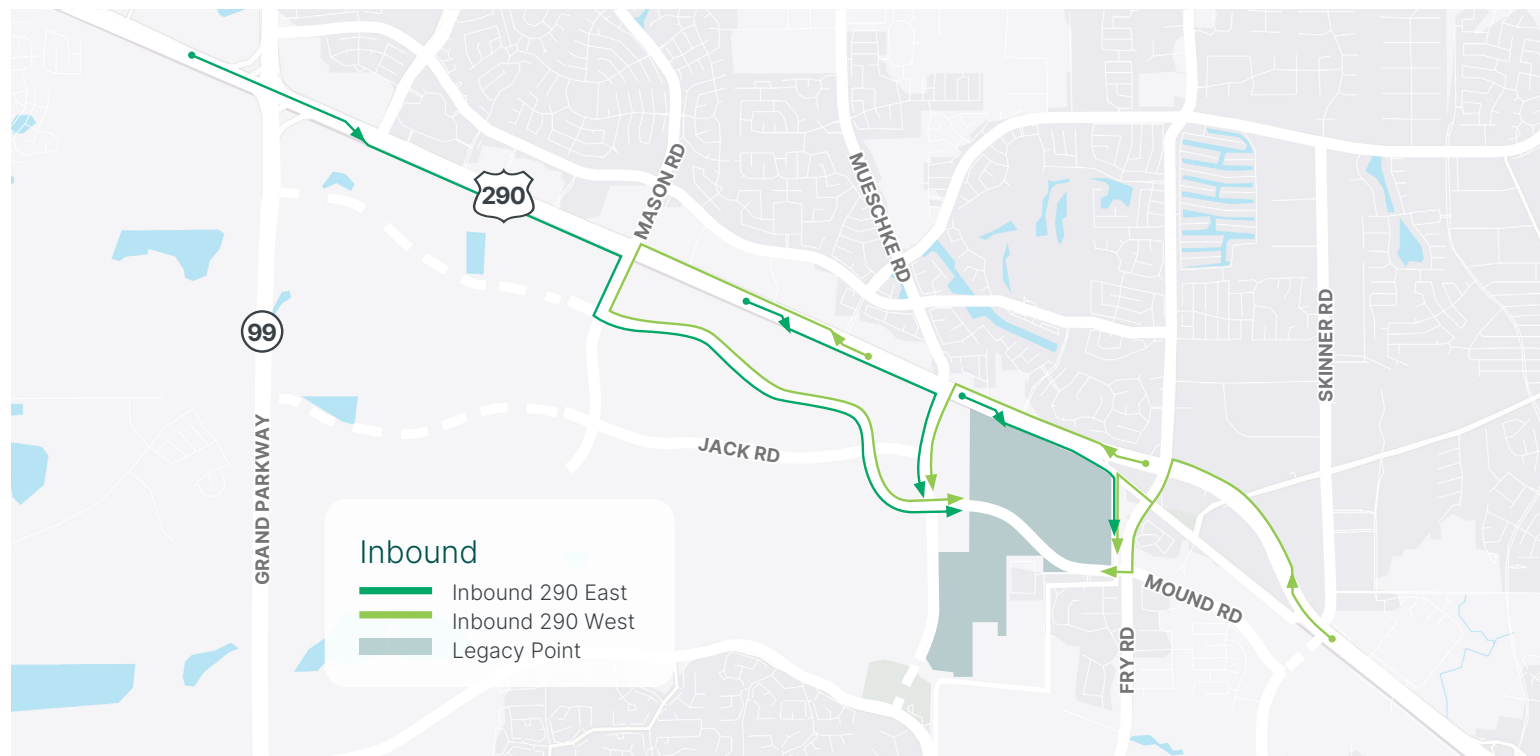 MASON RD
MUESCHKE RD
290
99
SKINNER RD
GRAND PARKWAY
JACK RD
Inbound
Inbound 290 East
Inbound 290 West
Legacy Point
MOUND RD
FRY RD